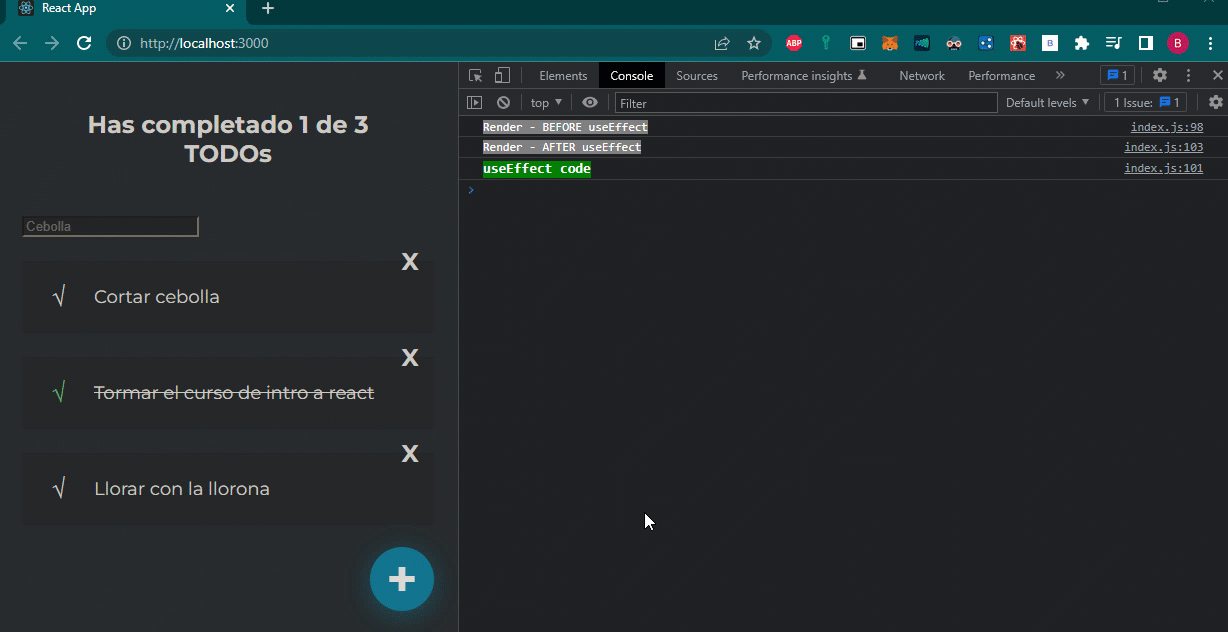 React App
http://localhost:3000
ABP
B
B
Elements Console Sources Performance insights Network Performance » 1
top Filter Default levels 1 Issue: 1
Has completado 1 de 3
TODOs
Cebolla
X
√ Cortar cebolla
X
√ Tormar el curso de intro a react
X
√ Llorar con la llorona
+
Render - BEFORE useEffect index.js:98
Render - AFTER useEffect index.js:103
useEffect code index.js:101
>